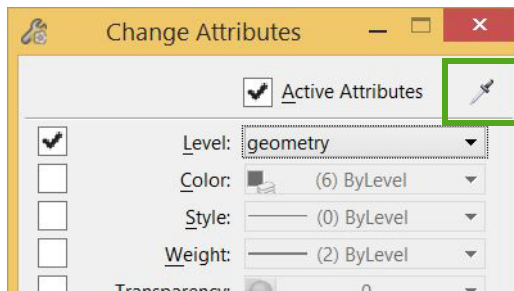 Change Attributes
Active Attributes
Level: geometry
Color: (6) ByLevel
Style: (0) ByLevel
Weight: (2) ByLevel
Transparency: 0